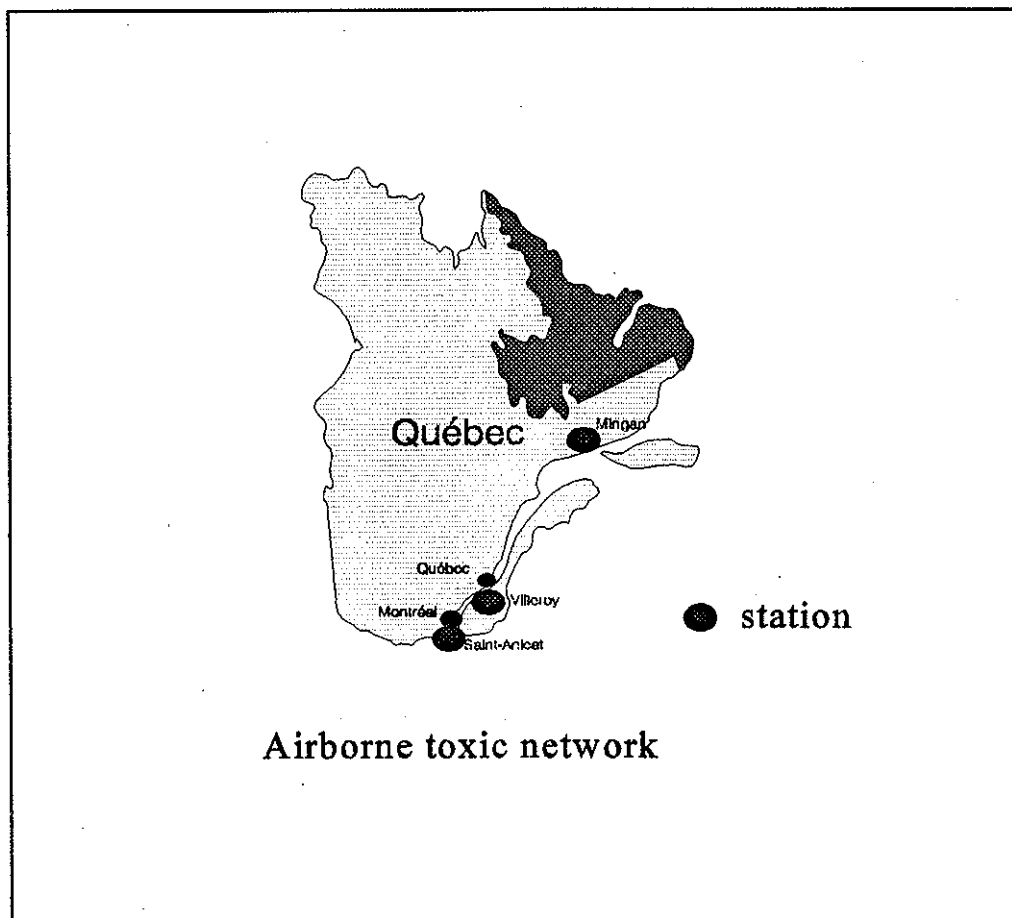 Mingan
Québec
Québec
Villeroy
Montréal
Saint-Anicet
station
Airborne toxic network